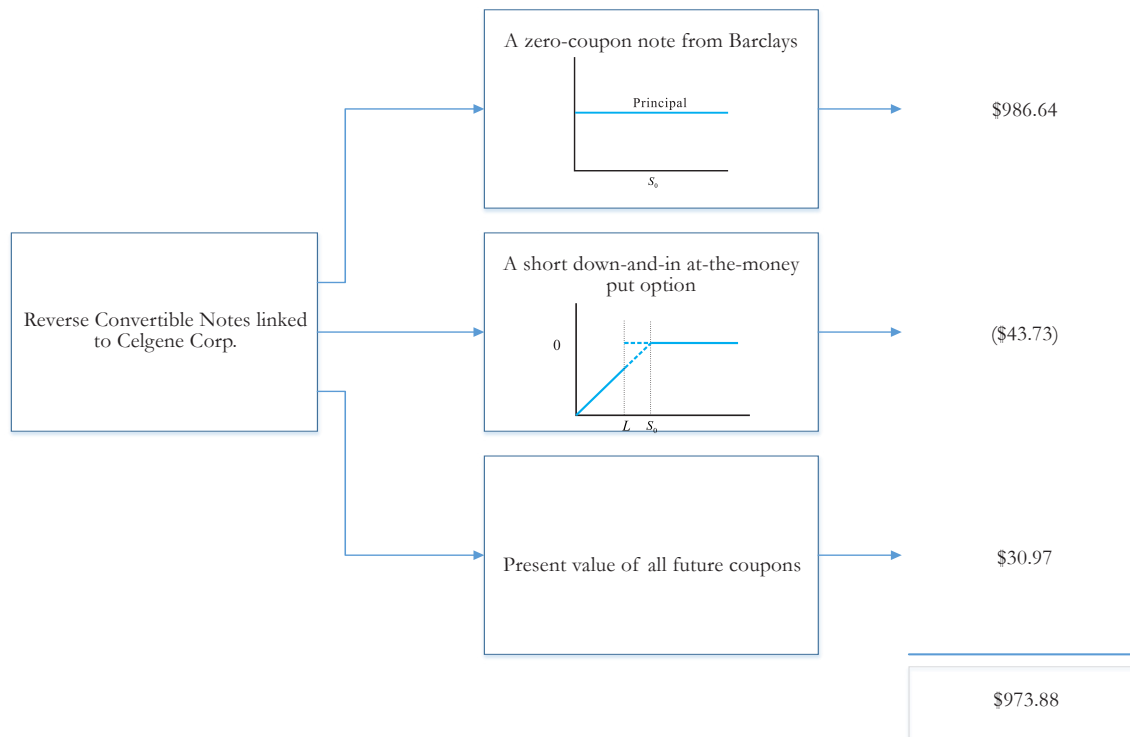 A zero-coupon note from Barclays
Principal
S₀
$986.64
Reverse Convertible Notes linked
to Celgene Corp.
A short down-and-in at-the-money
put option
0
L S₀
($43.73)
Present value of all future coupons
$30.97
$973.88